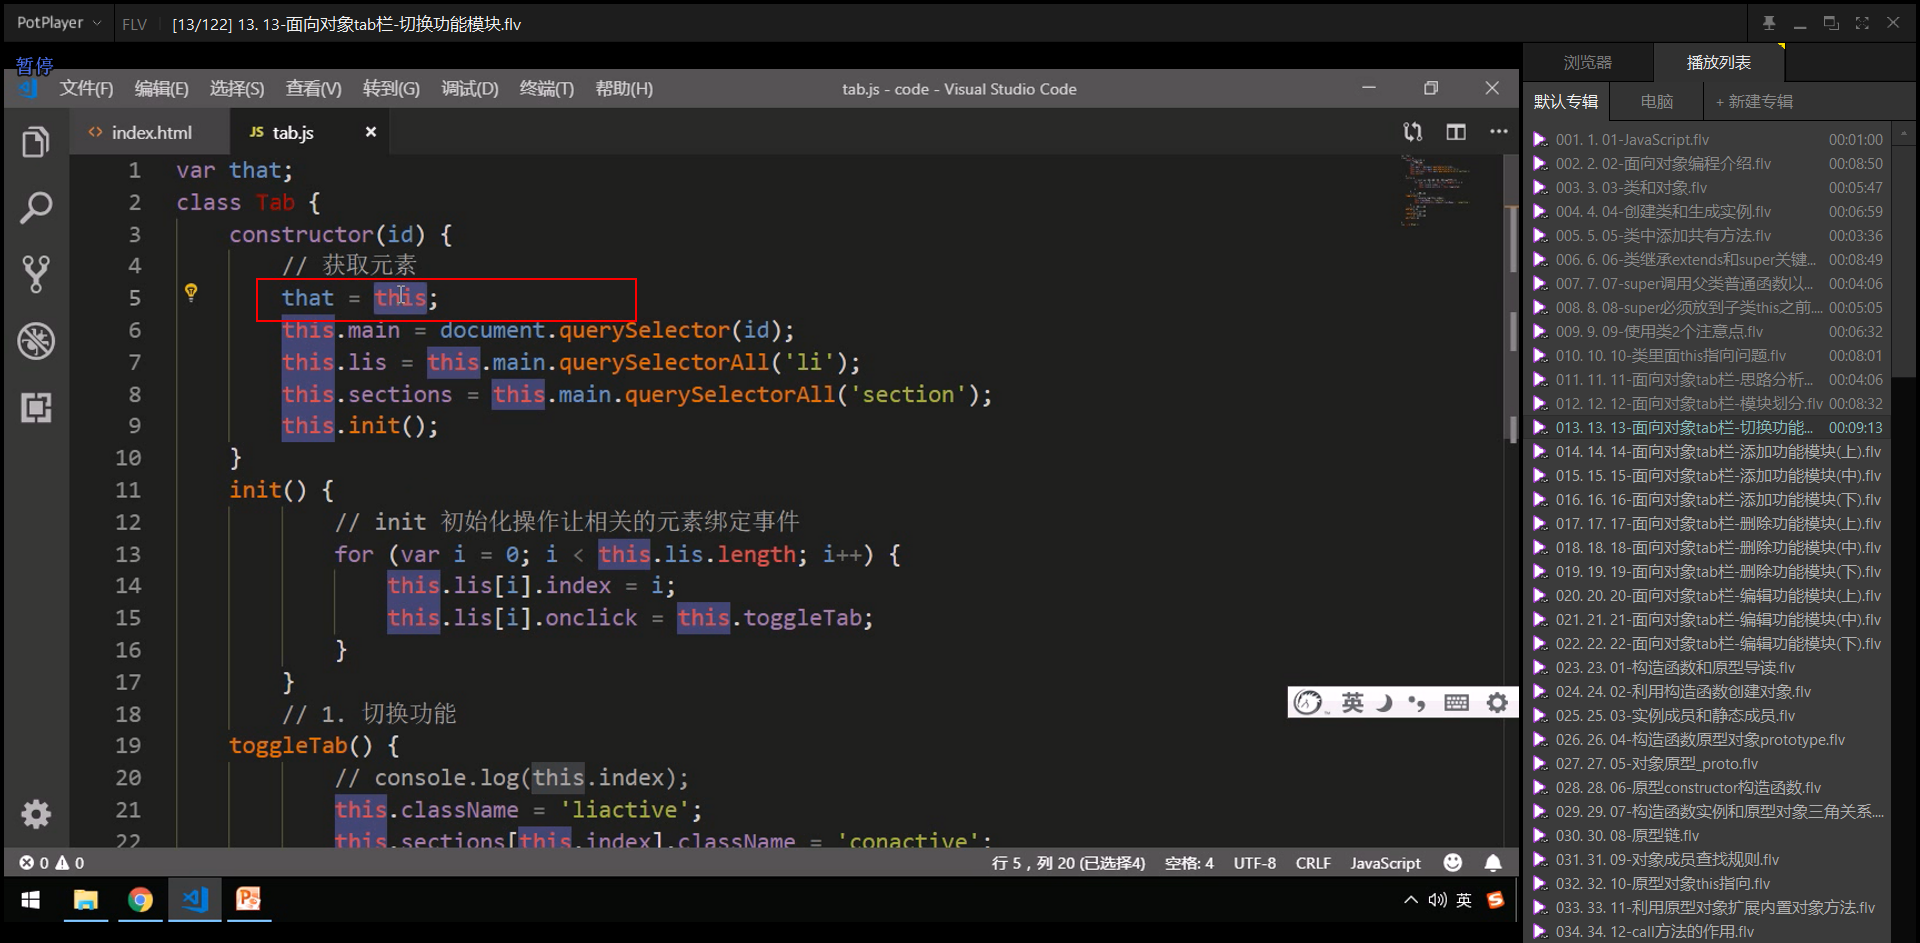 PotPlayer
FLV
[13/122] 13. 13-面向对象tab栏-切换功能模块.flv
暂停
文件(F) 编辑(E) 选择(S) 查看(V) 转到(G) 调试(D) 终端(T) 帮助(H)
tab.js - code - Visual Studio Code
index.html
JS tab.js
1 var that;
2 class Tab {
3 constructor(id) {
4 // 获取元素
5 that = this;
6 this.main = document.querySelector(id);
7 this.lis = this.main.querySelectorAll('li');
8 this.sections = this.main.querySelectorAll('section');
9 this.init();
10 }
11 init() {
12 // init 初始化操作让相关的元素绑定事件
13 for (var i = 0; i < this.lis.length; i++) {
14 this.lis[i].index = i;
15 this.lis[i].onclick = this.toggleTab;
16 }
17 }
18 // 1. 切换功能
19 toggleTab() {
20 // console.log(this.index);
21 this.className = 'liactive';
22 this.sections[this.index].className = 'conactive';
0 0
行 5，列 20 (已选择4) 空格: 4 UTF-8 CRLF JavaScript
英
英
浏览器 播放列表
默认专辑 电脑 + 新建专辑
001. 1. 01-JavaScript.flv 00:01:00
002. 2. 02-面向对象编程介绍.flv 00:08:50
003. 3. 03-类和对象.flv 00:05:47
004. 4. 04-创建类和生成实例.flv 00:06:59
005. 5. 05-类中添加共有方法.flv 00:03:36
006. 6. 06-类继承extends和super关键... 00:08:49
007. 7. 07-super调用父类普通函数以... 00:04:06
008. 8. 08-super必须放到子类this之前.... 00:05:05
009. 9. 09-使用类2个注意点.flv 00:06:32
010. 10. 10-类里面this指向问题.flv 00:08:01
011. 11. 11-面向对象tab栏-思路分析... 00:04:06
012. 12. 12-面向对象tab栏-模块划分.flv 00:08:32
013. 13. 13-面向对象tab栏-切换功能... 00:09:13
014. 14. 14-面向对象tab栏-添加功能模块(上).flv
015. 15. 15-面向对象tab栏-添加功能模块(中).flv
016. 16. 16-面向对象tab栏-添加功能模块(下).flv
017. 17. 17-面向对象tab栏-删除功能模块(上).flv
018. 18. 18-面向对象tab栏-删除功能模块(中).flv
019. 19. 19-面向对象tab栏-删除功能模块(下).flv
020. 20. 20-面向对象tab栏-编辑功能模块(上).flv
021. 21. 21-面向对象tab栏-编辑功能模块(中).flv
022. 22. 22-面向对象tab栏-编辑功能模块(下).flv
023. 23. 01-构造函数和原型导读.flv
024. 24. 02-利用构造函数创建对象.flv
025. 25. 03-实例成员和静态成员.flv
026. 26. 04-构造函数原型对象prototype.flv
027. 27. 05-对象原型_proto.flv
028. 28. 06-原型constructor构造函数.flv
029. 29. 07-构造函数实例和原型对象三角关系....
030. 30. 08-原型链.flv
031. 31. 09-对象成员查找规则.flv
032. 32. 10-原型对象this指向.flv
033. 33. 11-利用原型对象扩展内置对象方法.flv
034. 34. 12-call方法的作用.flv